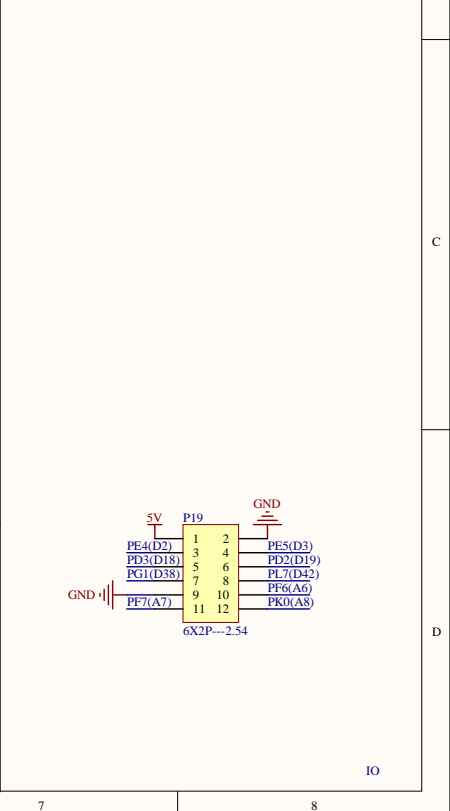 C
GND
5V P19
1 2
PE4(D2) PE5(D3)
3 4
PD3(D18) PD2(D19)
5 6
PG1(D38) PL7(D42)
7 8
PF6(A6)
GND 9 10
PF7(A7) PK0(A8)
11 12
6X2P---2.54
D
IO
7 8